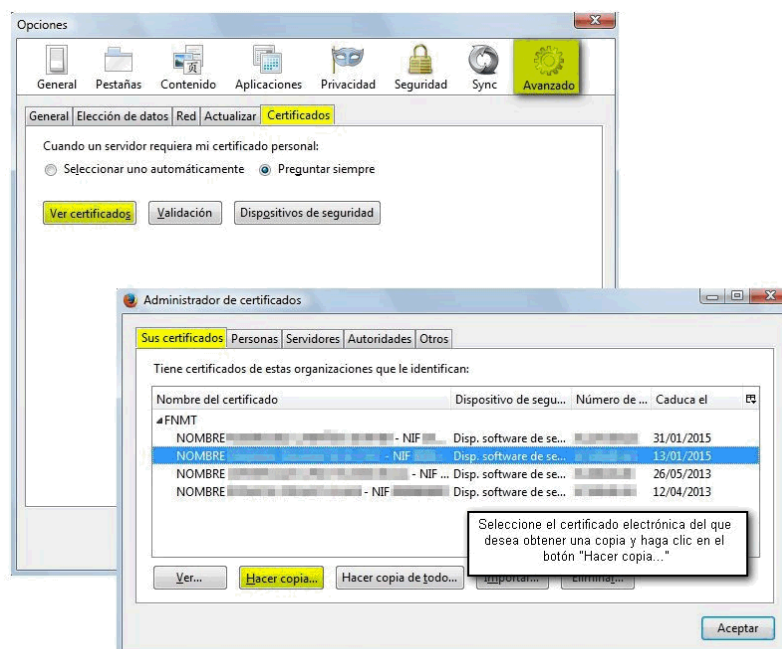 Opciones
General Pestañas Contenido Aplicaciones Privacidad Seguridad Sync Avanzado
General Elección de datos Red Actualizar Certificados
Cuando un servidor requiera mi certificado personal:
Seleccionar uno automáticamente Preguntar siempre
Ver certificados Validación Dispositivos de seguridad
Administrador de certificados
Sus certificados Personas Servidores Autoridades Otros
Tiene certificados de estas organizaciones que le identifican:
Nombre del certificado Dispositivo de segu... Número de ... Caduca el
FNMT
NOMBRE - NIF Disp. software de se... 31/01/2015
NOMBRE - NIF Disp. software de se... 13/01/2015
NOMBRE - NIF ... Disp. software de se... 26/05/2013
NOMBRE - NIF Disp. software de se... 12/04/2013
Seleccione el certificado electrónica del que
desea obtener una copia y haga clic en el
botón "Hacer copia..."
Ver... Hacer copia... Hacer copia de todo... Importar... Eliminar...
Aceptar